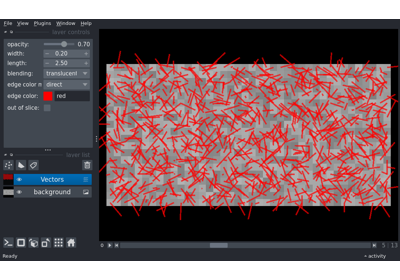 File View Plugins Window Help
layer controls
opacity: 0.70
width: 0.20
length: 2.50
blending: translucent
edge color m direct
edge color: red
out of slice:
layer list
Vectors
background
0 5 13
Ready activity